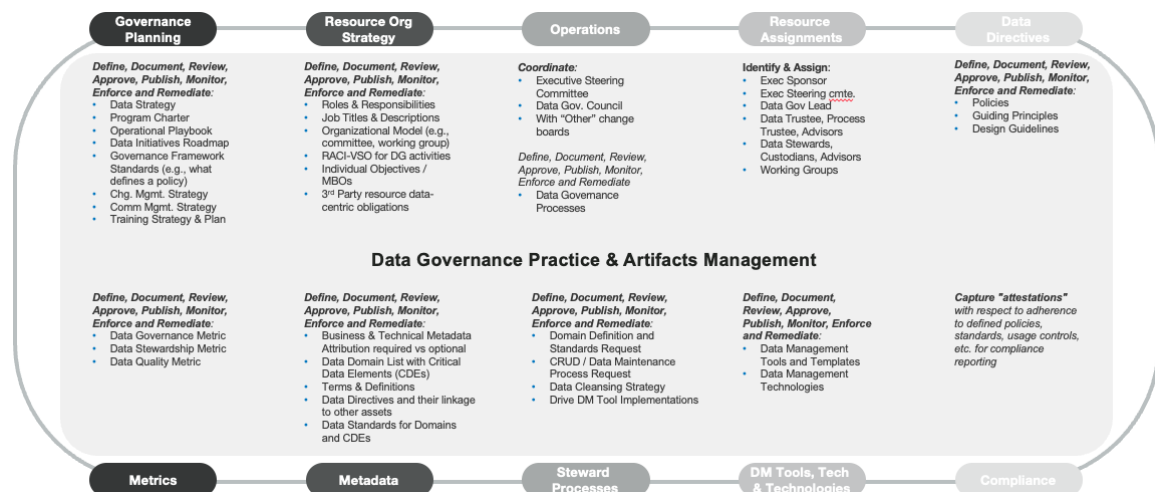 Governance
Planning
Define, Document, Review,
Approve, Publish, Monitor,
Enforce and Remediate:
• Data Strategy
• Program Charter
• Operational Playbook
• Data Initiatives Roadmap
• Governance Framework
Standards (e.g., what
defines a policy)
• Chg. Mgmt. Strategy
• Comm Mgmt. Strategy
• Training Strategy & Plan
Resource Org
Strategy
Define, Document, Review,
Approve, Publish, Monitor,
Enforce and Remediate:
• Roles & Responsibilities
• Job Titles & Descriptions
• Organizational Model (e.g.,
committee, working group)
• RACI-VSO for DG activities
• Individual Objectives /
MBOs
• 3rd Party resource data-
centric obligations
Operations
Coordinate:
• Executive Steering
Committee
• Data Gov. Council
• With “Other” change
boards
Define, Document, Review,
Approve, Publish, Monitor,
Enforce and Remediate
• Data Governance
Processes
Resource
Assignments
Identify & Assign:
• Exec Sponsor
• Exec Steering cmte.
• Data Gov Lead
• Data Trustee, Process
Trustee, Advisors
• Data Stewards,
Custodians, Advisors
• Working Groups
Data
Directives
Define, Document, Review,
Approve, Publish, Monitor,
Enforce and Remediate:
• Policies
• Guiding Principles
• Design Guidelines
Data Governance Practice & Artifacts Management
Define, Document, Review,
Approve, Publish, Monitor,
Enforce and Remediate:
• Data Governance Metric
• Data Stewardship Metric
• Data Quality Metric
Metrics
Define, Document, Review,
Approve, Publish, Monitor,
Enforce and Remediate:
• Business & Technical Metadata
Attribution required vs optional
• Data Domain List with Critical
Data Elements (CDEs)
• Terms & Definitions
• Data Directives and their linkage
to other assets
• Data Standards for Domains
and CDEs
Metadata
Define, Document, Review,
Approve, Publish, Monitor,
Enforce and Remediate:
• Domain Definition and
Standards Request
• CRUD / Data Maintenance
Process Request
• Data Cleansing Strategy
• Drive DM Tool Implementations
Steward
Processes
Define, Document,
Review, Approve,
Publish, Monitor, Enforce
and Remediate:
• Data Management
Tools and Templates
• Data Management
Technologies
DM Tools, Tech
& Technologies
Capture "attestations"
with respect to adherence
to defined policies,
standards, usage controls,
etc. for compliance
reporting
Compliance